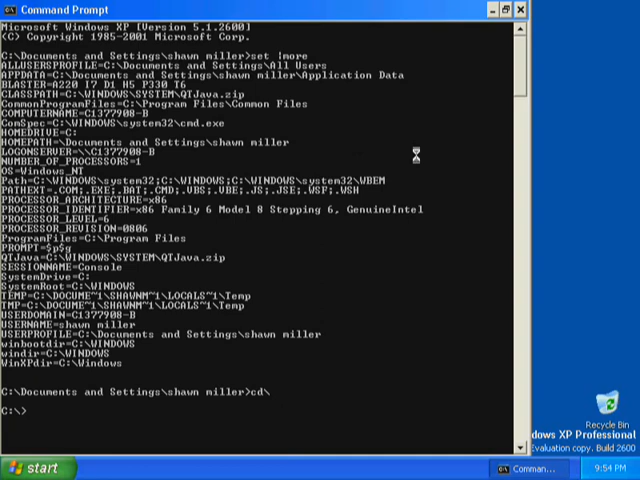 Command Prompt
Microsoft Windows XP [Version 5.1.2600]
(C) Copyright 1985-2001 Microsoft Corp.
C:\Documents and Settings\shawn miller>set |more
ALLUSERSPROFILE=C:\Documents and Settings\All Users
APPDATA=C:\Documents and Settings\shawn miller\Application Data
BLASTER=A220 I7 D1 H5 P330 T6
CLASSPATH=C:\WINDOWS\SYSTEM\QTJava.zip
CommonProgramFiles=C:\Program Files\Common Files
COMPUTERNAME=C1377908-B
ComSpec=C:\WINDOWS\system32\cmd.exe
HOMEDRIVE=C:
HOMEPATH=\Documents and Settings\shawn miller
LOGONSERVER=\\C1377908-B
NUMBER_OF_PROCESSORS=1
OS=Windows_NT
Path=C:\WINDOWS\system32;C:\WINDOWS;C:\WINDOWS\system32\WBEM
PATHEXT=.COM;.EXE;.BAT;.CMD;.VBS;.VBE;.JS;.JSE;.WSF;.WSH
PROCESSOR_ARCHITECTURE=x86
PROCESSOR_IDENTIFIER=x86 Family 6 Model 8 Stepping 6, GenuineIntel
PROCESSOR_LEVEL=6
PROCESSOR_REVISION=0806
ProgramFiles=C:\Program Files
PROMPT=$p$g
QTJava=C:\WINDOWS\SYSTEM\QTJava.zip
SESSIONNAME=Console
SystemDrive=C:
SystemRoot=C:\WINDOWS
TEMP=C:\DOCUME~1\SHAWNM~1\LOCALS~1\Temp
TMP=C:\DOCUME~1\SHAWNM~1\LOCALS~1\Temp
USERDOMAIN=C1377908-B
USERNAME=shawn miller
USERPROFILE=C:\Documents and Settings\shawn miller
winbootdir=C:\WINDOWS
windir=C:\WINDOWS
WinXPdir=C:\Windows
C:\Documents and Settings\shawn miller>cd\
C:\>
Recycle Bin
dows XP Professional
Evaluation copy. Build 2600
start
Comman...
9:54 PM